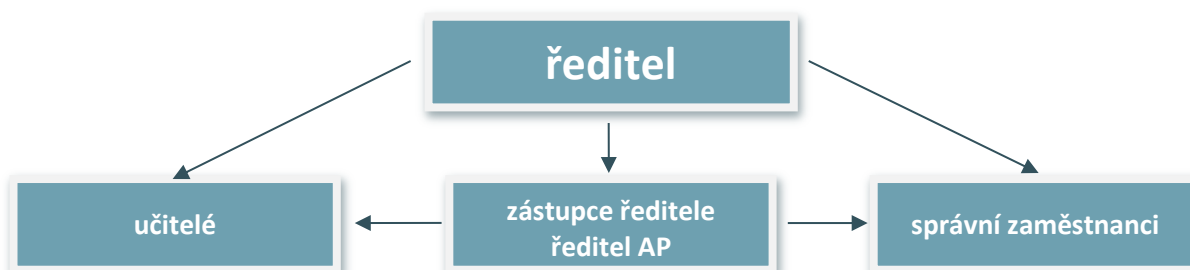 ředitel
učitelé
zástupce ředitele
ředitel AP
správní zaměstnanci